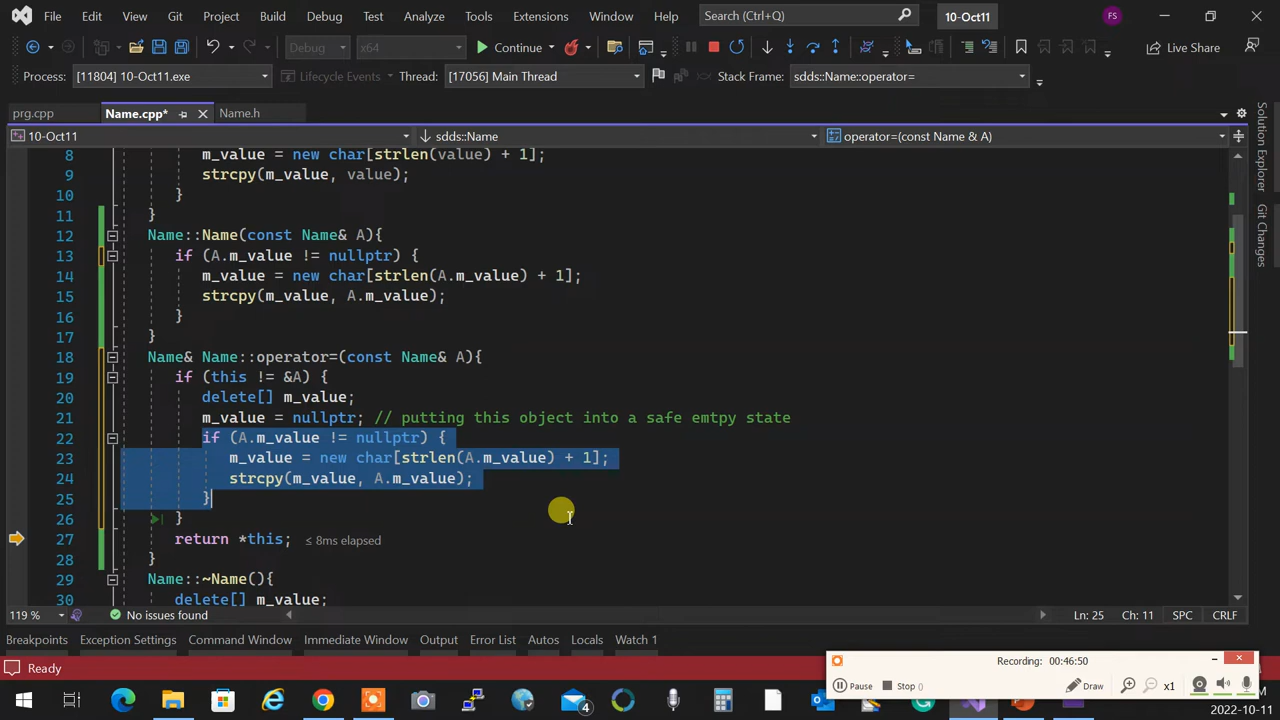 File Edit View Git Project Build Debug Test Analyze Tools Extensions Window Help Search (Ctrl+Q) 10-Oct11 FS
Debug x64 Continue Live Share
Process: [11804] 10-Oct11.exe Lifecycle Events Thread: [17056] Main Thread Stack Frame: sdds::Name::operator=
prg.cpp Name.cpp* Name.h
10-Oct11 sdds::Name operator=(const Name & A)
8 m_value = new char[strlen(value) + 1];
9 strcpy(m_value, value);
10 }
11 }
12 Name::Name(const Name& A){
13 if (A.m_value != nullptr) {
14 m_value = new char[strlen(A.m_value) + 1];
15 strcpy(m_value, A.m_value);
16 }
17 }
18 Name& Name::operator=(const Name& A){
19 if (this != &A) {
20 delete[] m_value;
21 m_value = nullptr; // putting this object into a safe emtpy state
22 if (A.m_value != nullptr) {
23 m_value = new char[strlen(A.m_value) + 1];
24 strcpy(m_value, A.m_value);
25 }
26 }
27 return *this; ≤ 8ms elapsed
28 }
29 Name::~Name(){
30 delete[] m_value;
Solution Explorer
Git Changes
119 % No issues found Ln: 25 Ch: 11 SPC CRLF
Breakpoints Exception Settings Command Window Immediate Window Output Error List Autos Locals Watch 1
Ready
Recording: 00:46:50
Pause Stop Draw x1
4
M
2022-10-11